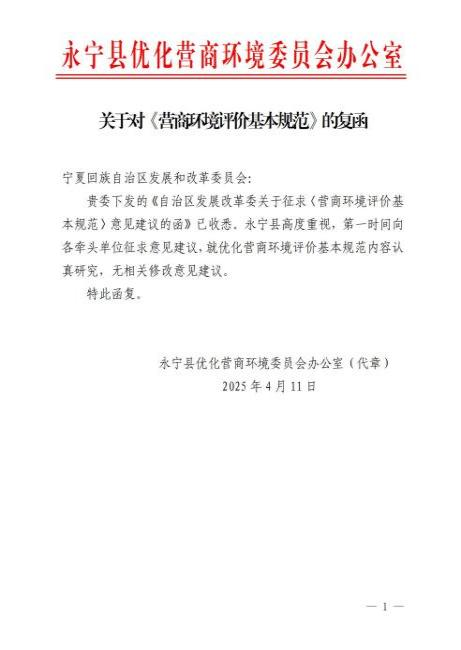 永宁县优化营商环境委员会办公室
关于对《营商环境评价基本规范》的复函
宁夏回族自治区发展和改革委员会:
贵委下发的《自治区发展改革委关于征求〈营商环境评价基
本规范〉意见建议的函》已收悉。永宁县高度重视，第一时间向
各牵头单位征求意见建议，就优化营商环境评价基本规范内容认
真研究，无相关修改意见建议。
特此函复。
永宁县优化营商环境委员会办公室（代章）
2025 年 4 月 11 日
— 1 —